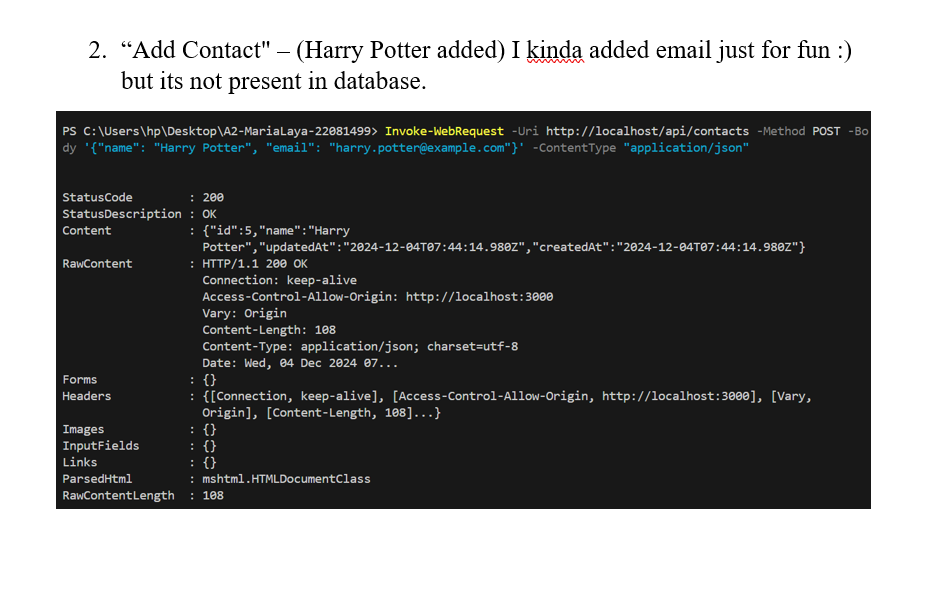 2. “Add Contact" – (Harry Potter added) I kinda added email just for fun :)
but its not present in database.
PS C:\Users\hp\Desktop\A2-MariaLaya-22081499> Invoke-WebRequest -Uri http://localhost/api/contacts -Method POST -Bo
dy '{"name": "Harry Potter", "email": "harry.potter@example.com"}' -ContentType "application/json"
StatusCode : 200
StatusDescription : OK
Content : {"id":5,"name":"Harry
Potter","updatedAt":"2024-12-04T07:44:14.980Z","createdAt":"2024-12-04T07:44:14.980Z"}
RawContent : HTTP/1.1 200 OK
Connection: keep-alive
Access-Control-Allow-Origin: http://localhost:3000
Vary: Origin
Content-Length: 108
Content-Type: application/json; charset=utf-8
Date: Wed, 04 Dec 2024 07...
Forms : {}
Headers : {[Connection, keep-alive], [Access-Control-Allow-Origin, http://localhost:3000], [Vary,
Origin], [Content-Length, 108]...}
Images : {}
InputFields : {}
Links : {}
ParsedHtml : mshtml.HTMLDocumentClass
RawContentLength : 108